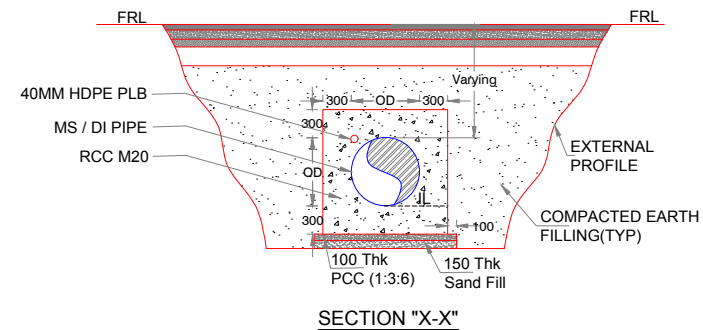 FRL
FRL
Varying
300
OD
300
40MM HDPE PLB
300
MS / DI PIPE
EXTERNAL
PROFILE
RCC M20
OD
IL
300
100
COMPACTED EARTH
FILLING(TYP)
100 Thk
PCC (1:3:6)
150 Thk
Sand Fill
SECTION "X-X"